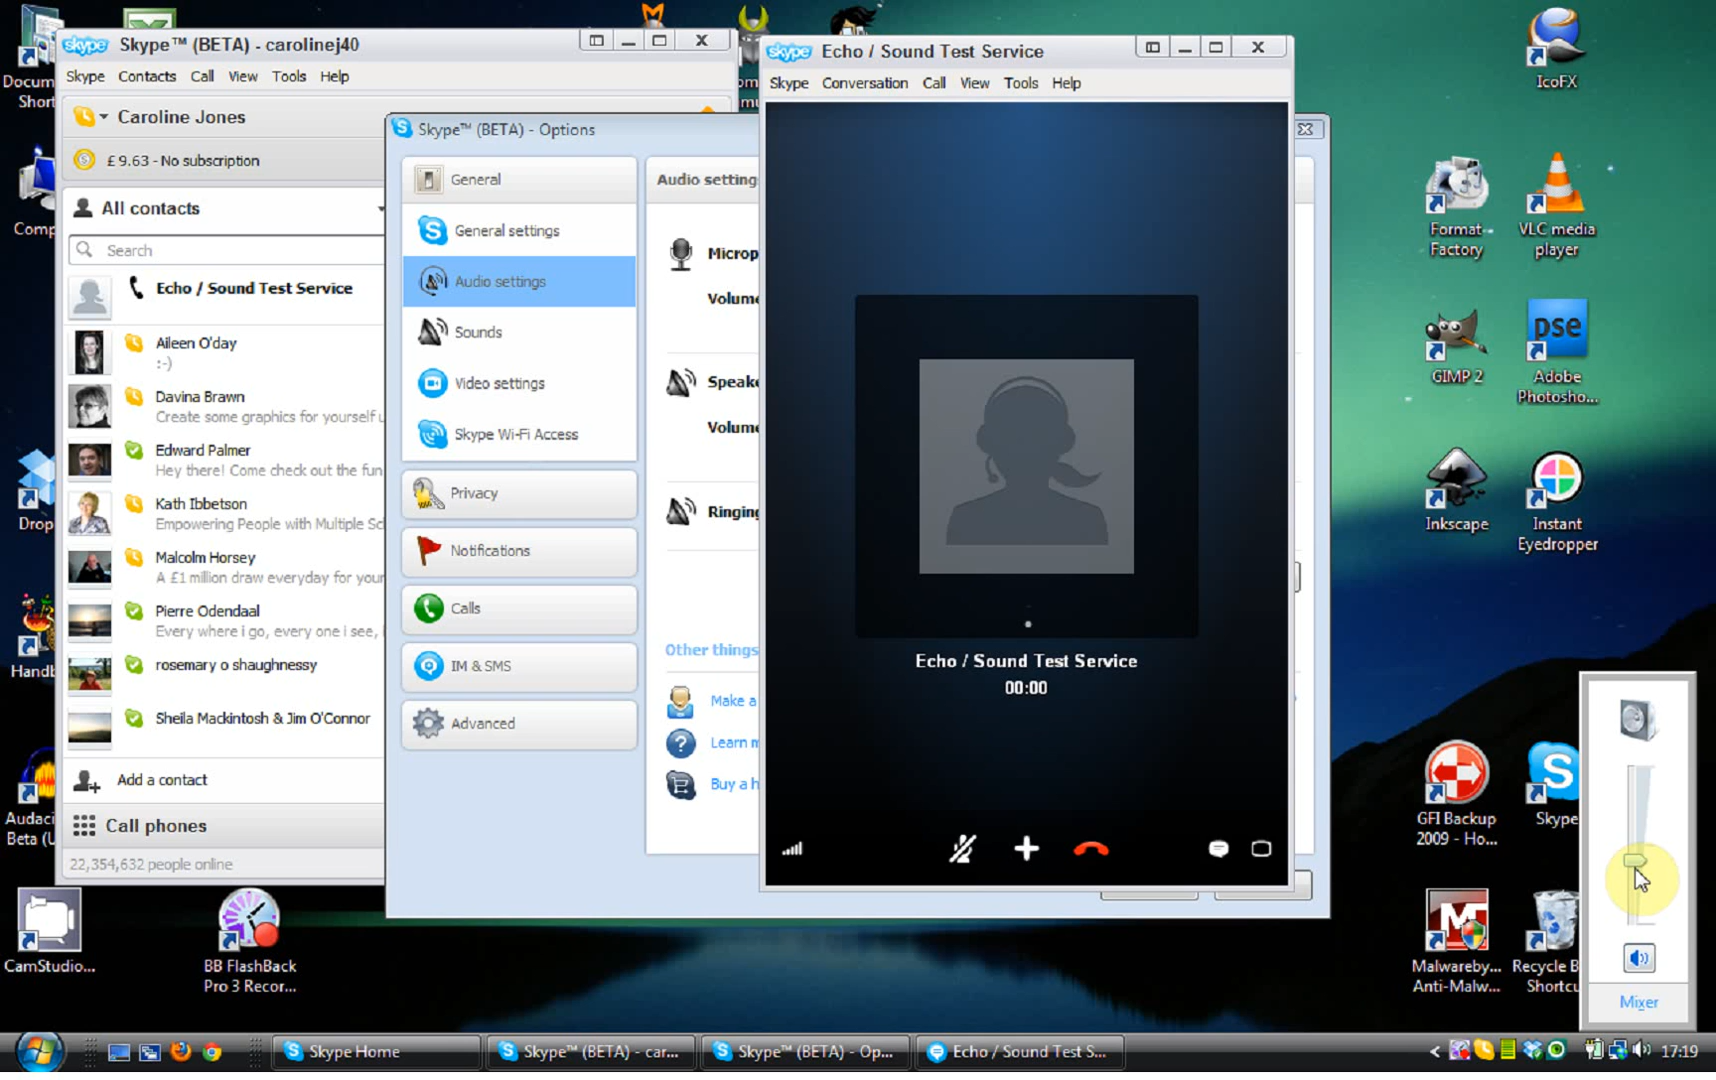 Skype™ (BETA) - carolinej40
Skype Contacts Call View Tools Help
Caroline Jones
£ 9.63 - No subscription
All contacts
Search
Echo / Sound Test Service
Aileen O'day
:-)
Davina Brawn
Create some graphics for yourself u
Edward Palmer
Hey there! Come check out the fun
Kath Ibbetson
Empowering People with Multiple Sc
Malcolm Horsey
A £1 million draw everyday for your
Pierre Odendaal
Every where i go, every one i see, i
rosemary o shaughnessy
Sheila Mackintosh & Jim O'Connor
Add a contact
Call phones
22,354,632 people online
Skype™ (BETA) - Options
General
General settings
Audio settings
Sounds
Video settings
Skype Wi-Fi Access
Privacy
Notifications
Calls
IM & SMS
Advanced
Audio setting
Microp
Volume
Speake
Volume
Ringing
Other things
Make a
Learn m
Buy a h
skype Echo / Sound Test Service
Skype Conversation Call View Tools Help
Echo / Sound Test Service
00:00
Docum
Short
Comp
Drop
Handb
Audaci
Beta (U
CamStudio...
BB FlashBack
Pro 3 Recor...
IcoFX
Format
Factory
VLC media
player
GIMP 2
pse
Adobe
Photosho...
Inkscape
Instant
Eyedropper
GFI Backup
2009 - Ho...
Skype
Malwareby...
Anti-Malw...
Recycle B
Shortcu
Mixer
Skype Home
Skype™ (BETA) - car...
Skype™ (BETA) - Op...
Echo / Sound Test S...
17:19